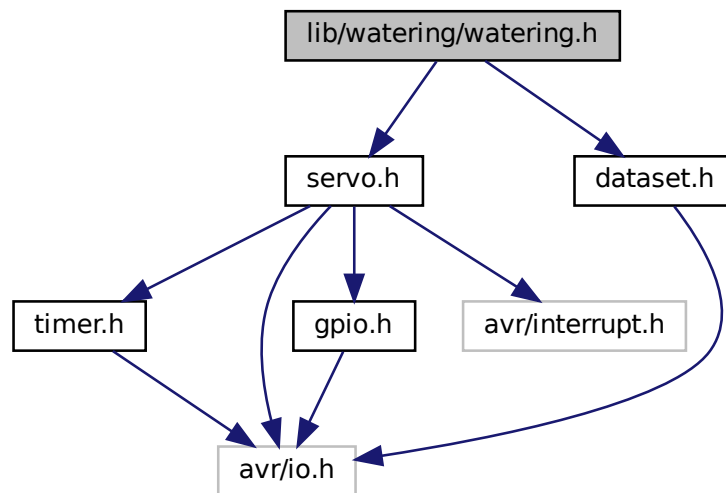 lib/watering/watering.h
servo.h
dataset.h
timer.h
gpio.h
avr/interrupt.h
avr/io.h